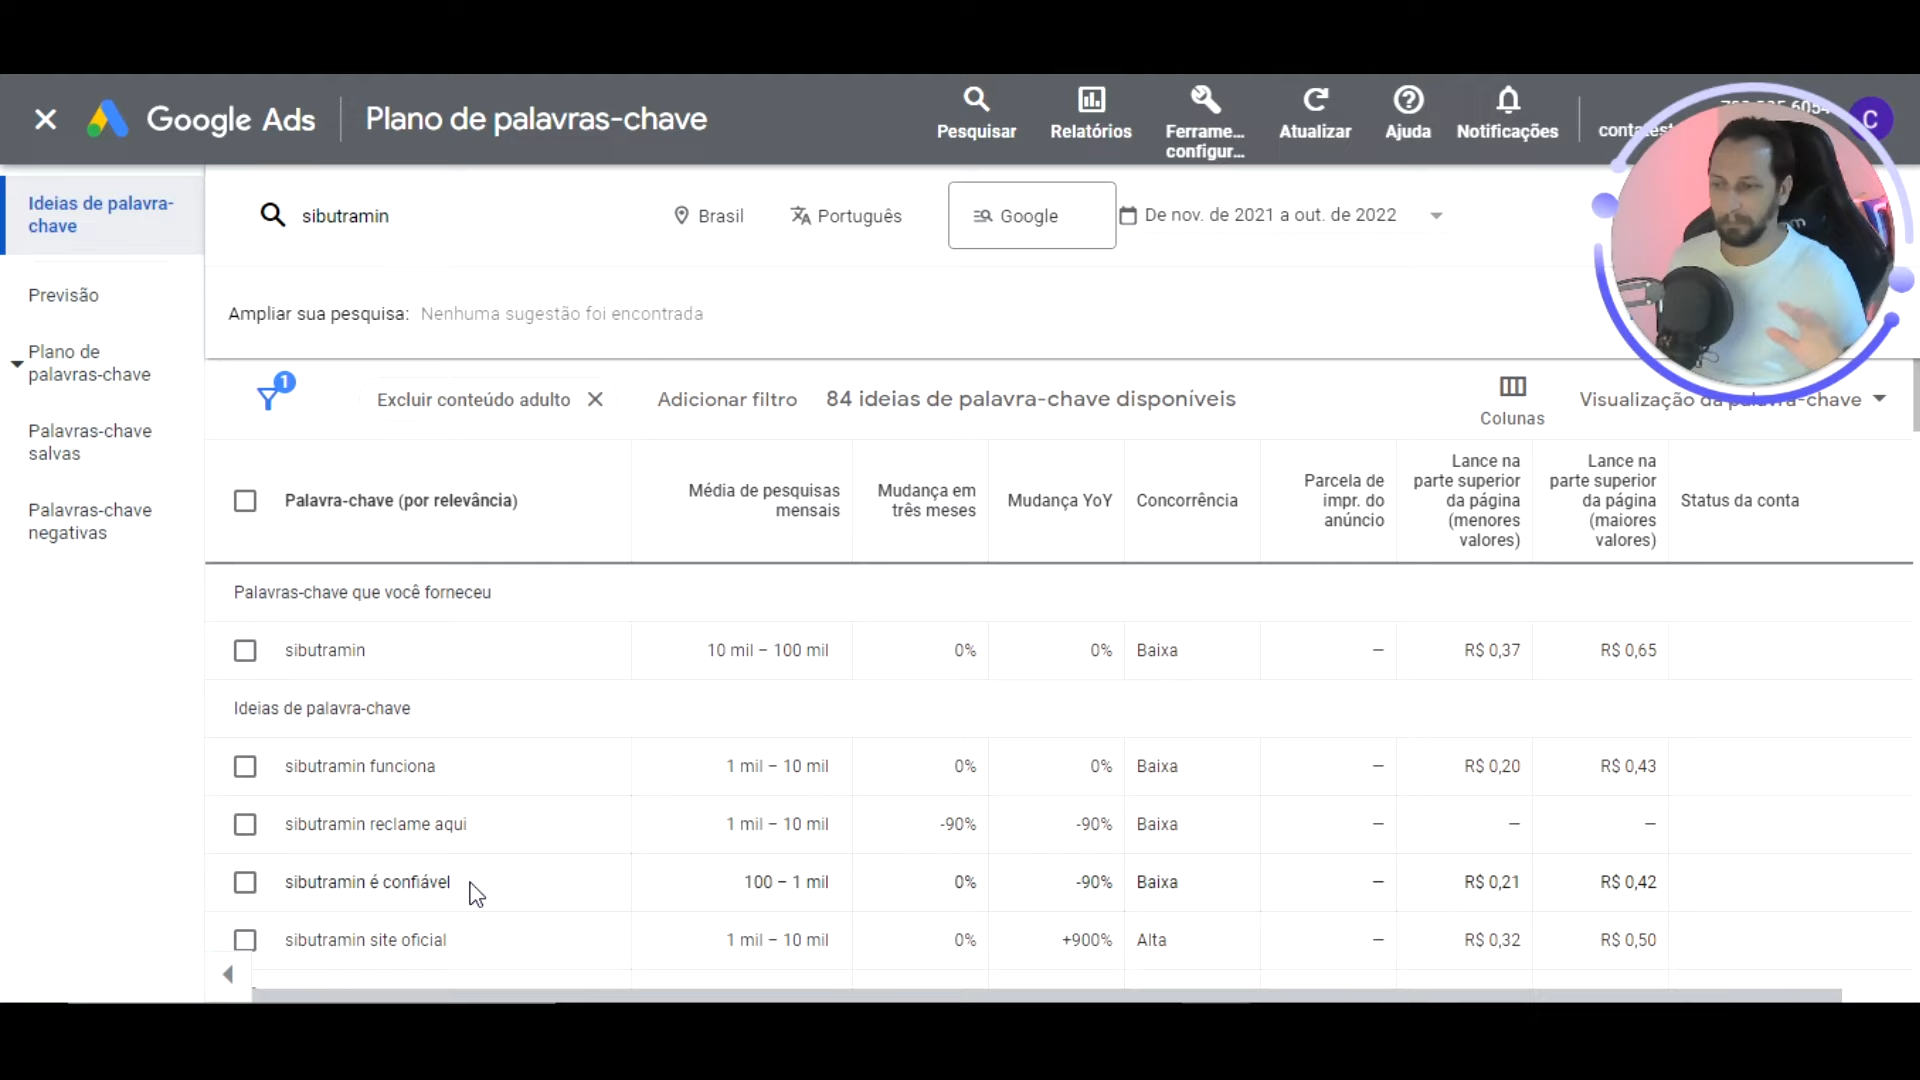 Google Ads
Plano de palavras-chave
Pesquisar
Relatórios
Ferrame...
configur...
Atualizar
Ajuda
Notificações
C
Ideias de palavra-
chave
Previsão
Plano de
palavras-chave
Palavras-chave
salvas
Palavras-chave
negativas
sibutramin
Brasil
Português
Google
De nov. de 2021 a out. de 2022
Ampliar sua pesquisa: Nenhuma sugestão foi encontrada
1
Excluir conteúdo adulto
Adicionar filtro
84 ideias de palavra-chave disponíveis
Colunas
Visualização da palavra-chave
Palavra-chave (por relevância)
Média de pesquisas
mensais
Mudança em
três meses
Mudança YoY
Concorrência
Parcela de
impr. do
anúncio
Lance na
parte superior
da página
(menores
valores)
Lance na
parte superior
da página
(maiores
valores)
Status da conta
Palavras-chave que você forneceu
sibutramin 10 mil – 100 mil 0% 0% Baixa — R$ 0,37 R$ 0,65
Ideias de palavra-chave
sibutramin funciona 1 mil – 10 mil 0% 0% Baixa — R$ 0,20 R$ 0,43
sibutramin reclame aqui 1 mil – 10 mil -90% -90% Baixa — — —
sibutramin é confiável 100 – 1 mil 0% -90% Baixa — R$ 0,21 R$ 0,42
sibutramin site oficial 1 mil – 10 mil 0% +900% Alta — R$ 0,32 R$ 0,50